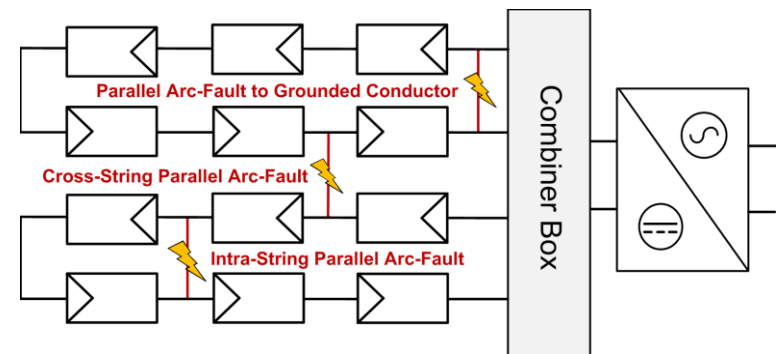 Parallel Arc-Fault to Grounded Conductor
Cross-String Parallel Arc-Fault
Intra-String Parallel Arc-Fault
Combiner Box